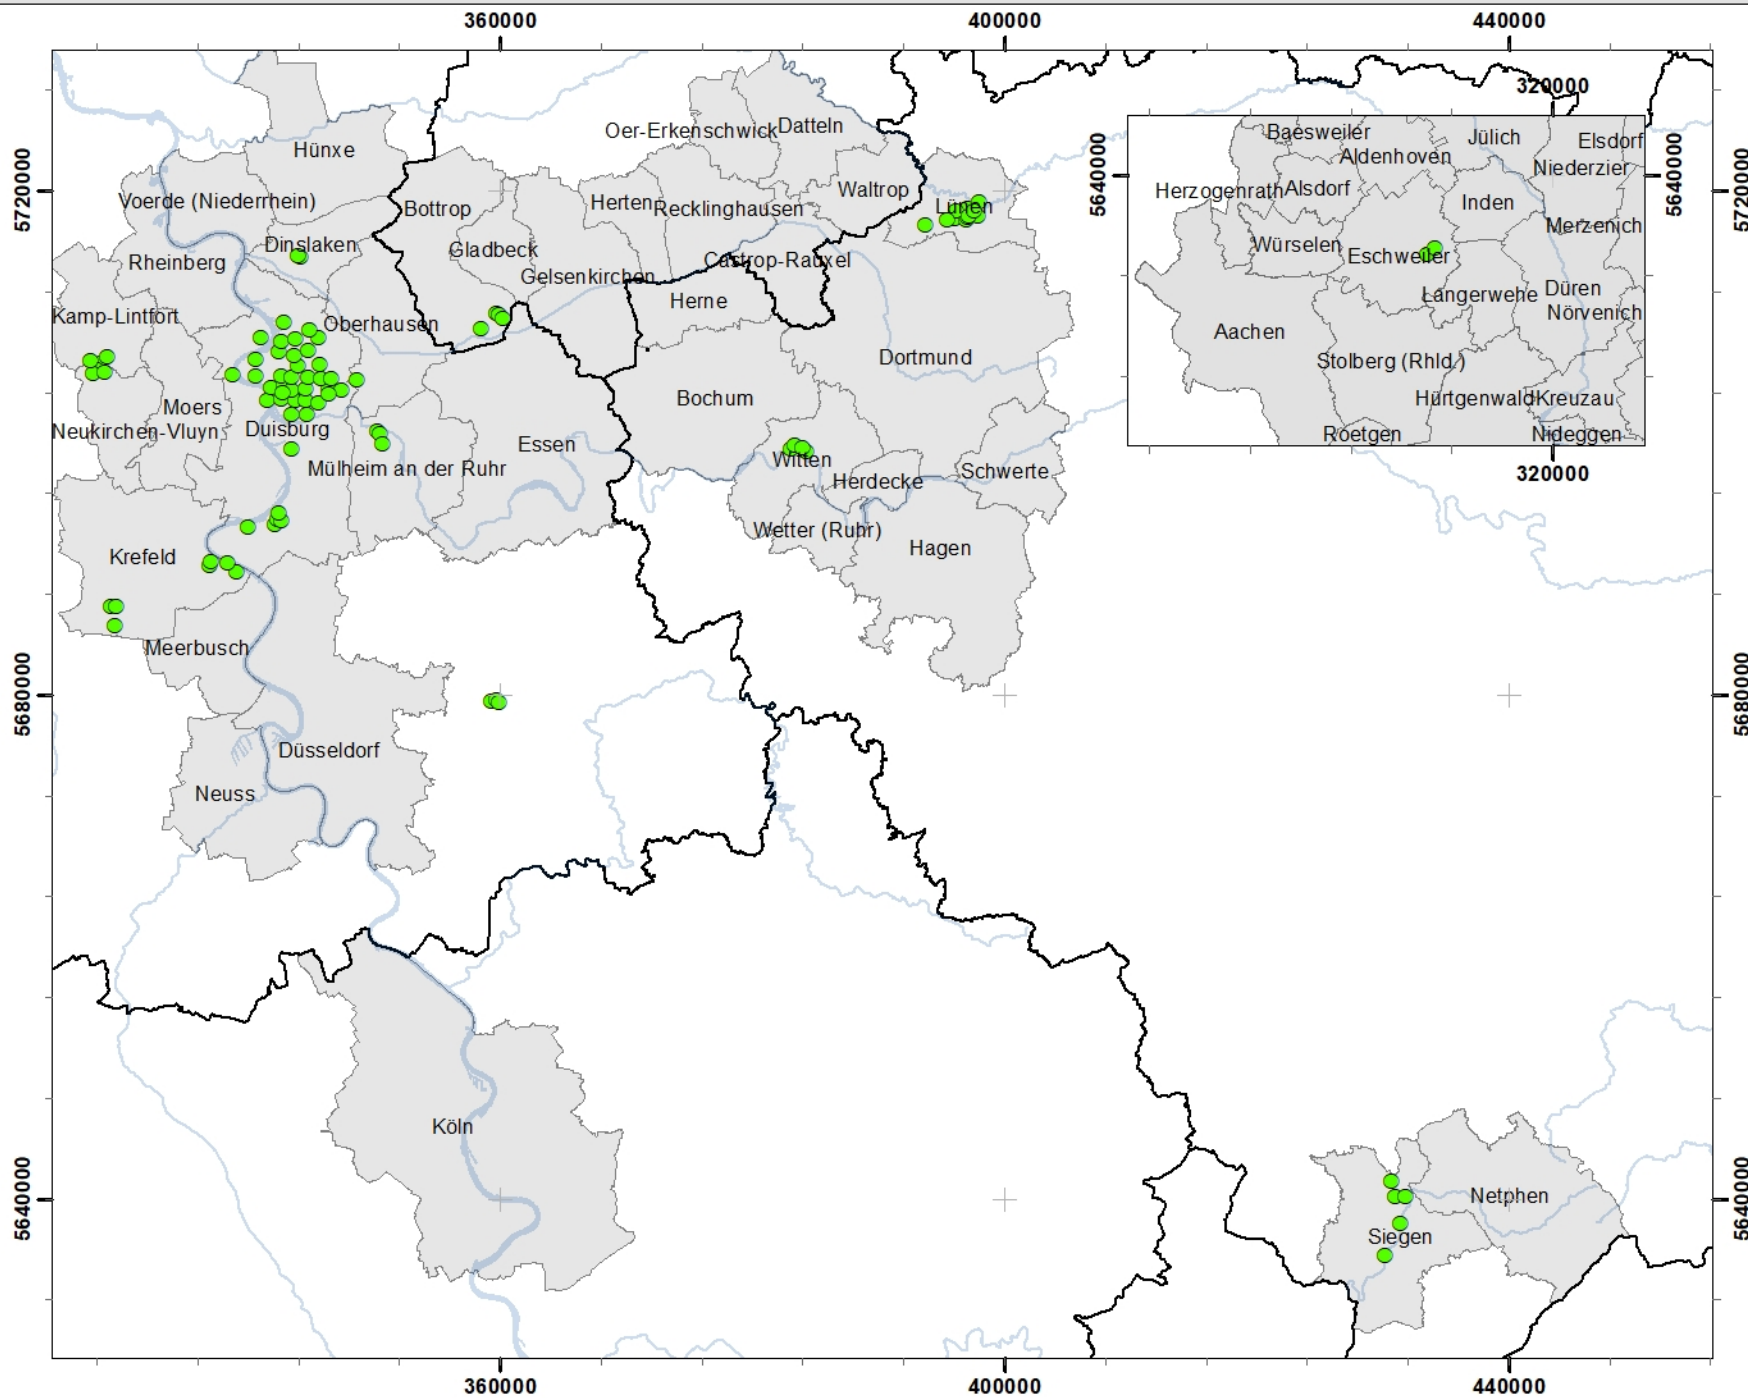 360000
400000
440000
320000
Oer-Erkenschwick
Datteln
Baesweiler
Jülich
Elsdorf
Hünxe
Aldenhoven
Niederzier
5720000
5640000
5640000
5720000
Voerde (Niederrhein)
Bottrop
Herten
Recklinghausen
Waltrop
Lünen
Herzogenrath
Alsdorf
Inden
Merzenich
Dinslaken
Gladbeck
Würselen
Eschweiler
Rheinberg
Gelsenkirchen
Castrop-Rauxel
Kamp-Lintfort
Oberhausen
Herne
Langerwehe
Düren
Nörvenich
Aachen
Dortmund
Stolberg (Rhld.)
Moers
Bochum
Hürtgenwald
Kreuzau
Neukirchen-Vluyn
Duisburg
Essen
Roetgen
Nideggen
Mülheim an der Ruhr
Witten
Herdecke
Schwerte
320000
Krefeld
Wetter (Ruhr)
Hagen
Meerbusch
5680000
5680000
Düsseldorf
Neuss
Köln
5640000
Netphen
5640000
Siegen
360000
400000
440000